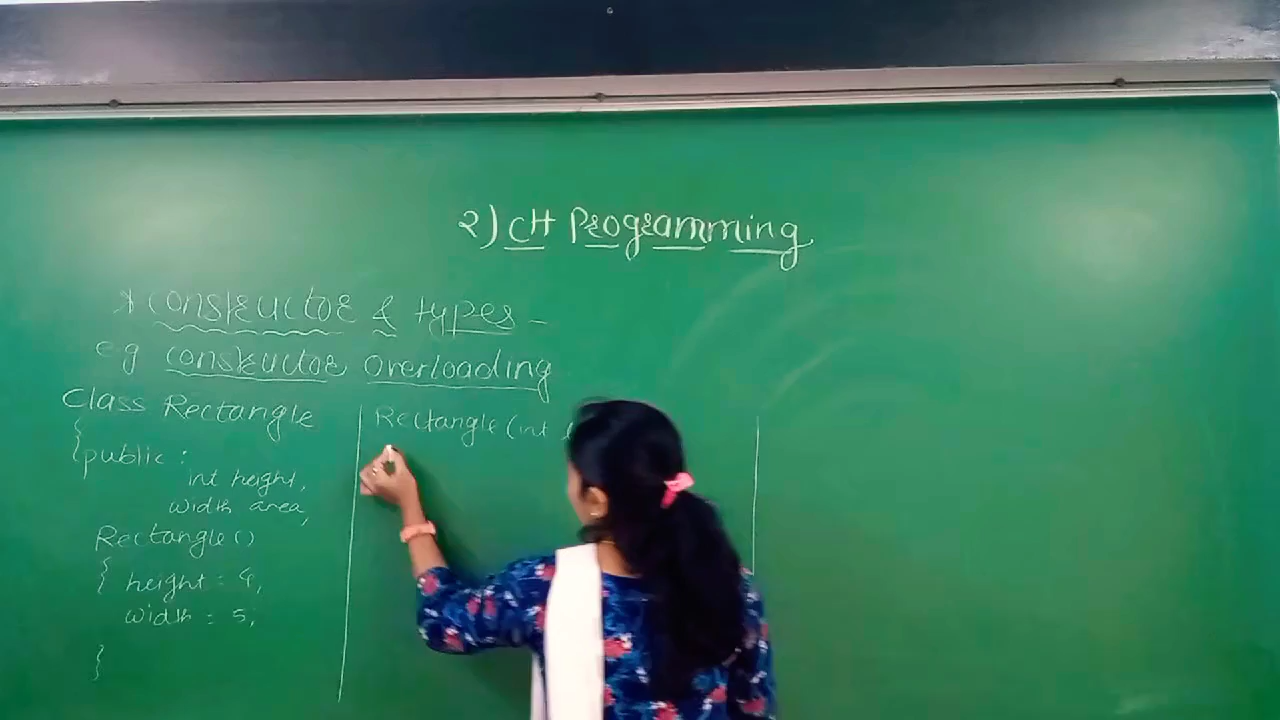 2) C++ Programming
* Constructor & types -
eg Constructor Overloading
Class Rectangle
{
public:
int height,
width area,
Rectangle()
{ height = 4,
width = 5;
}
Rectangle (int